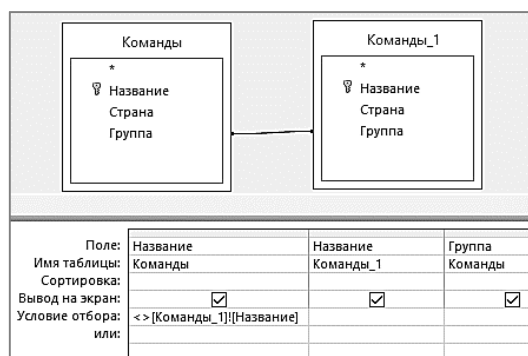 Команды
*
Название
Страна
Группа
Команды_1
*
Название
Страна
Группа
Поле: Название Название Группа
Имя таблицы: Команды Команды_1 Команды
Сортировка:
Вывод на экран:
Условие отбора: <>[Команды_1]![Название]
или: